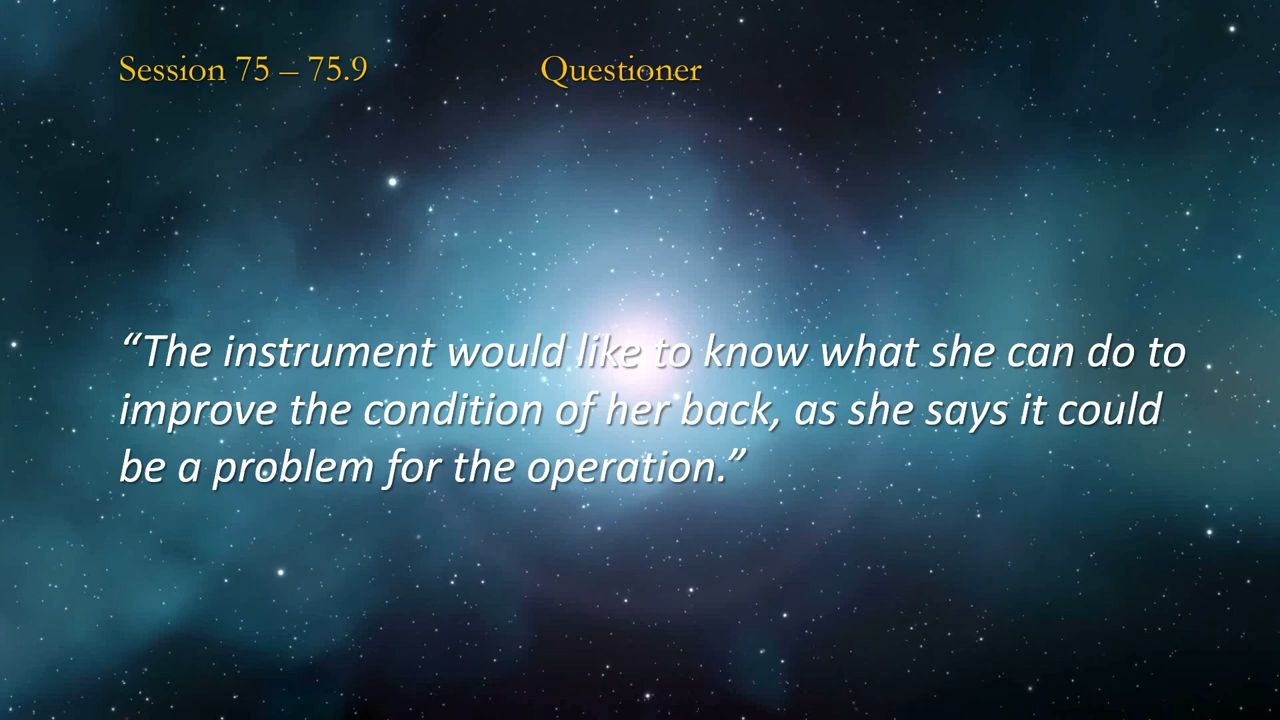 Session 75 – 75.9 Questioner
“The instrument would like to know what she can do to
improve the condition of her back, as she says it could
be a problem for the operation.”